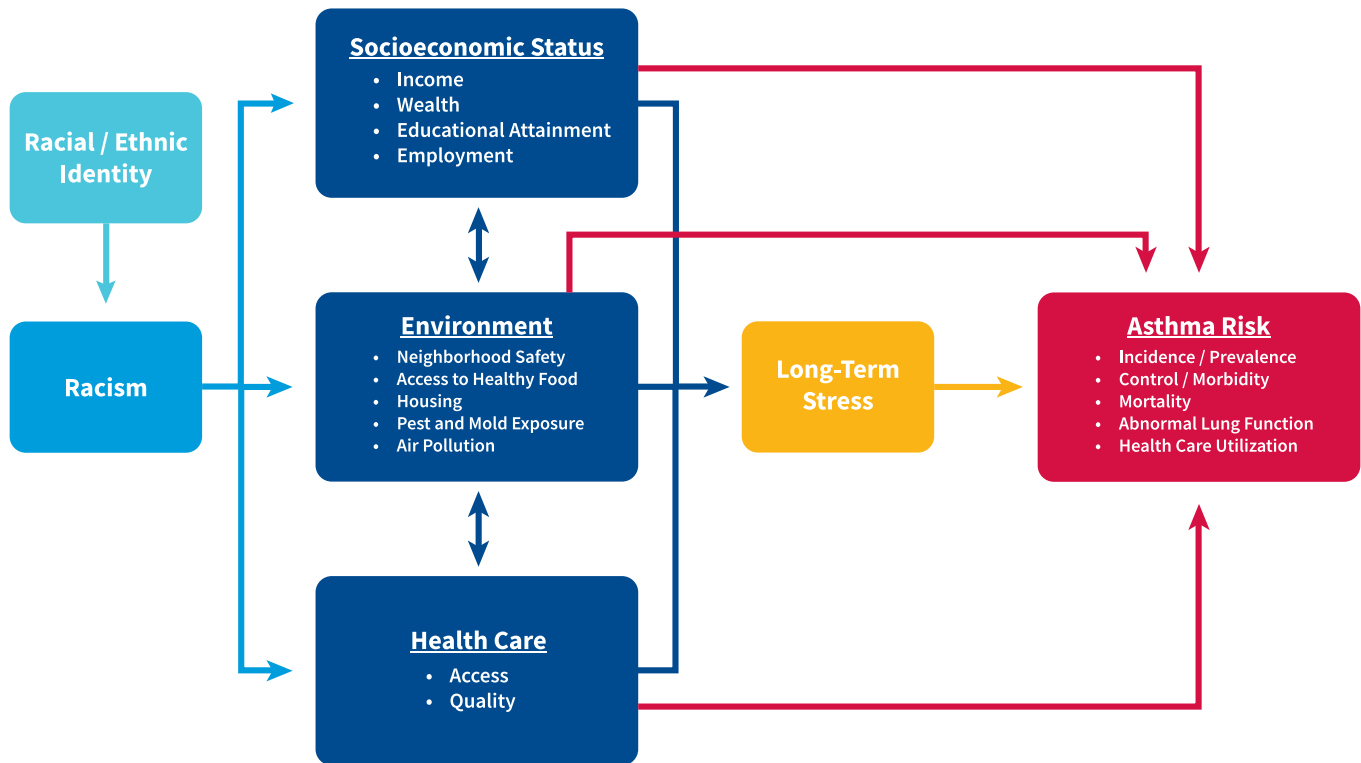 Racial / Ethnic
Identity
Racism
Socioeconomic Status
• Income
• Wealth
• Educational Attainment
• Employment
Environment
• Neighborhood Safety
• Access to Healthy Food
• Housing
• Pest and Mold Exposure
• Air Pollution
Health Care
• Access
• Quality
Long-Term
Stress
Asthma Risk
• Incidence / Prevalence
• Control / Morbidity
• Mortality
• Abnormal Lung Function
• Health Care Utilization